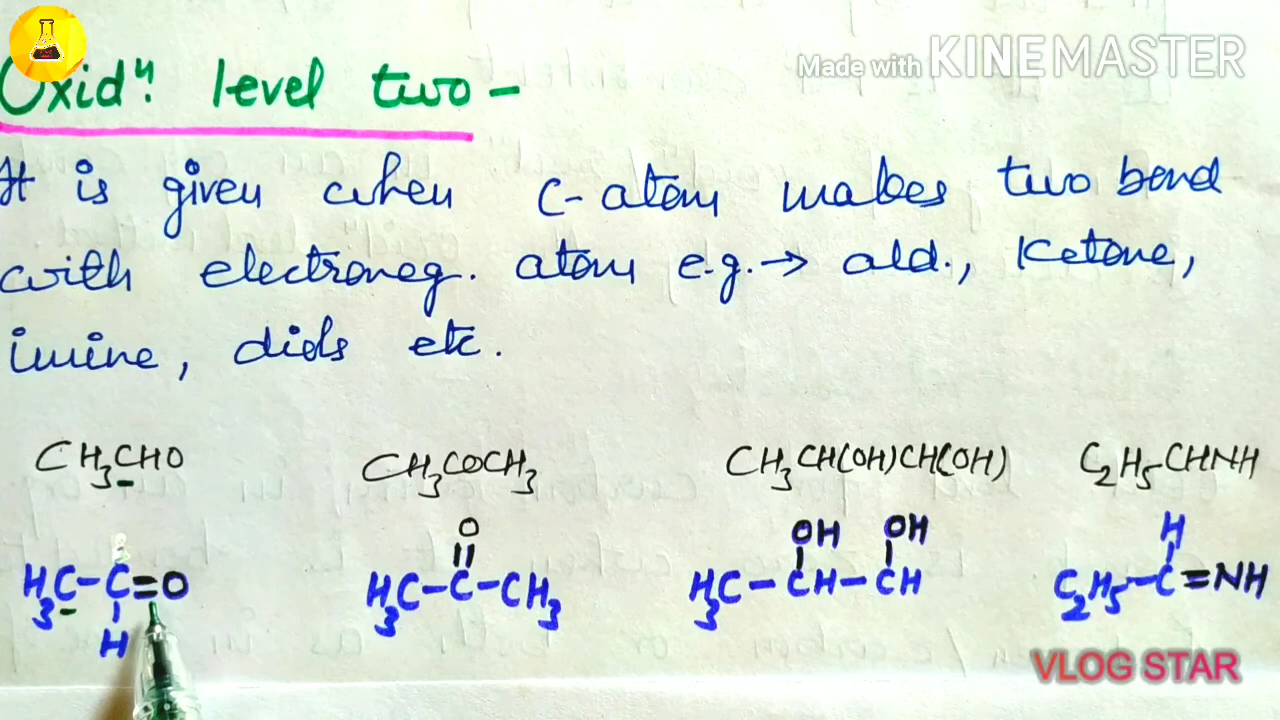 Made with KINEMASTER
Oxidⁿ. level two -
It is given when C-atom makes two bond
with electroneg. atom e.g. → ald., Ketone,
imine, diols etc.
CH₃CHO CH₃COCH₃ CH₃CH(OH)CH(OH) C₂H₅CHNH
O OH OH H
H₃C-C=O H₃C-C-CH₃ H₃C-CH-CH C₂H₅-C=NH
H
VLOG STAR